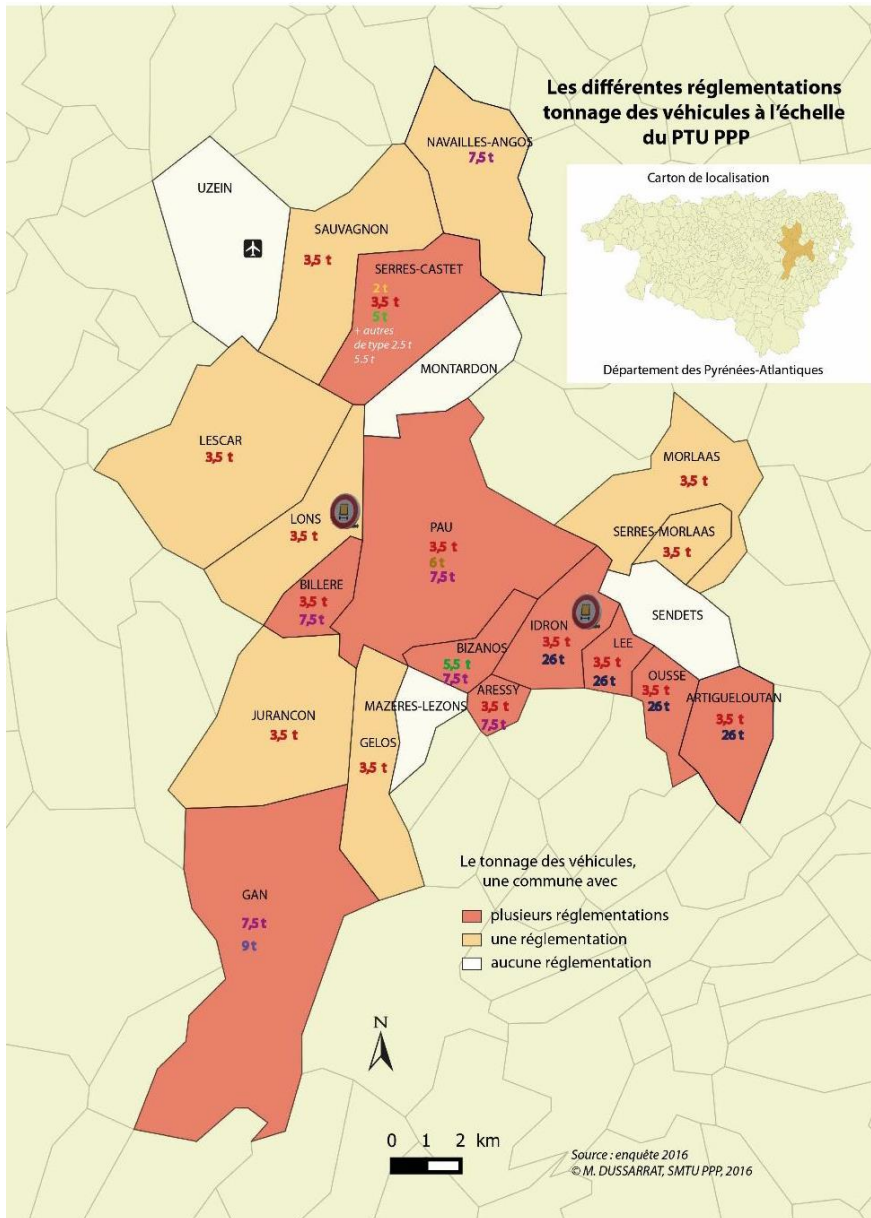 Les différentes réglementations
tonnage des véhicules à l'échelle
du PTU PPP
Carton de localisation
Département des Pyrénées-Atlantiques
NAVAILLES-ANGOS
7,5 t
UZEIN
SAUVAGNON
3,5 t
SERRES-CASTET
2 t
3,5 t
5 t
+ autres
de type 2.5 t
5.5 t
MONTARDON
LESCAR
3,5 t
MORLAAS
3,5 t
LONS
3,5 t
PAU
3,5 t
6 t
7,5 t
SERRES-MORLAAS
3,5 t
BILLERE
3,5 t
7,5 t
SENDETS
IDRON
3,5 t
26 t
LEE
3,5 t
26 t
BIZANOS
5,5 t
7,5 t
OUSSE
3,5 t
26 t
ARESSY
3,5 t
7,5 t
ARTIGUELOUTAN
3,5 t
26 t
MAZERES-LEZONS
JURANCON
3,5 t
GELOS
3,5 t
GAN
7,5 t
9 t
Le tonnage des véhicules,
une commune avec
plusieurs réglementations
une réglementation
aucune réglementation
N
0 1 2 km
Source : enquête 2016
© M. DUSSARRAT, SMTU PPP, 2016